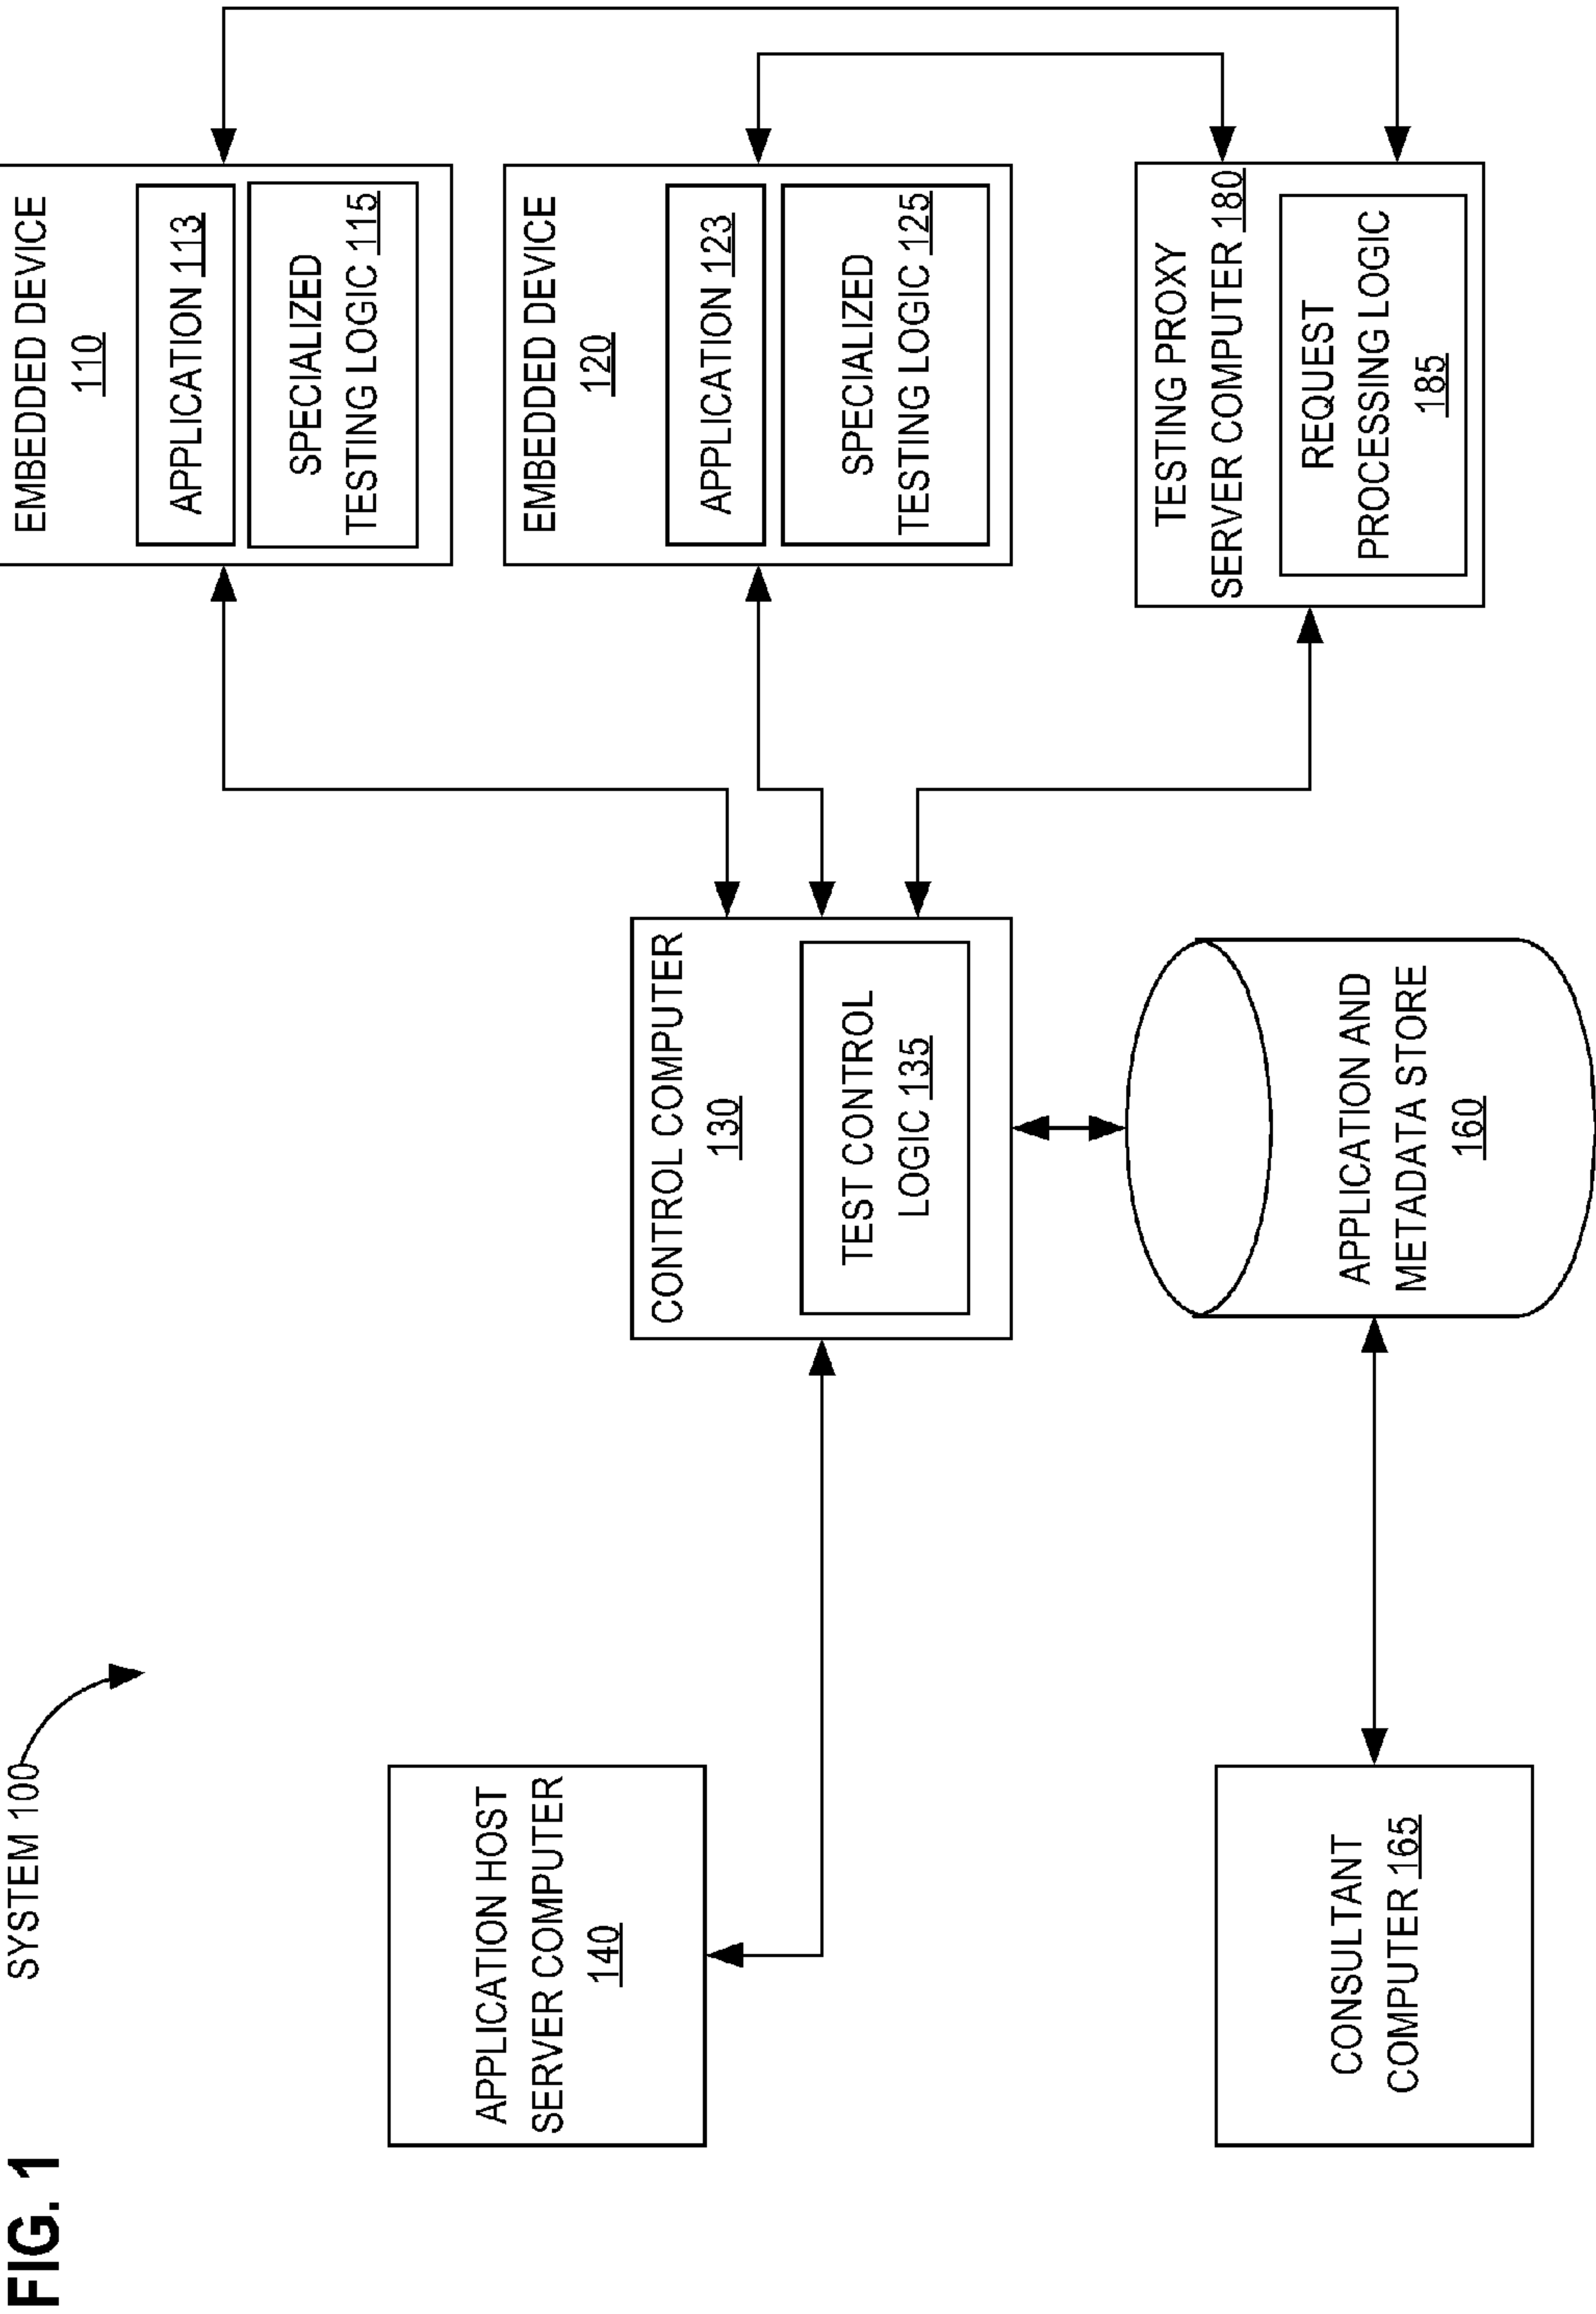 FIG. 1
SYSTEM 100
APPLICATION HOST
SERVER COMPUTER
140
CONSULTANT
COMPUTER 165
CONTROL COMPUTER
130
TEST CONTROL
LOGIC 135
APPLICATION AND
METADATA STORE
160
EMBEDDED DEVICE
110
APPLICATION 113
SPECIALIZED
TESTING LOGIC 115
EMBEDDED DEVICE
120
APPLICATION 123
SPECIALIZED
TESTING LOGIC 125
TESTING PROXY
SERVER COMPUTER 180
REQUEST
PROCESSING LOGIC
185